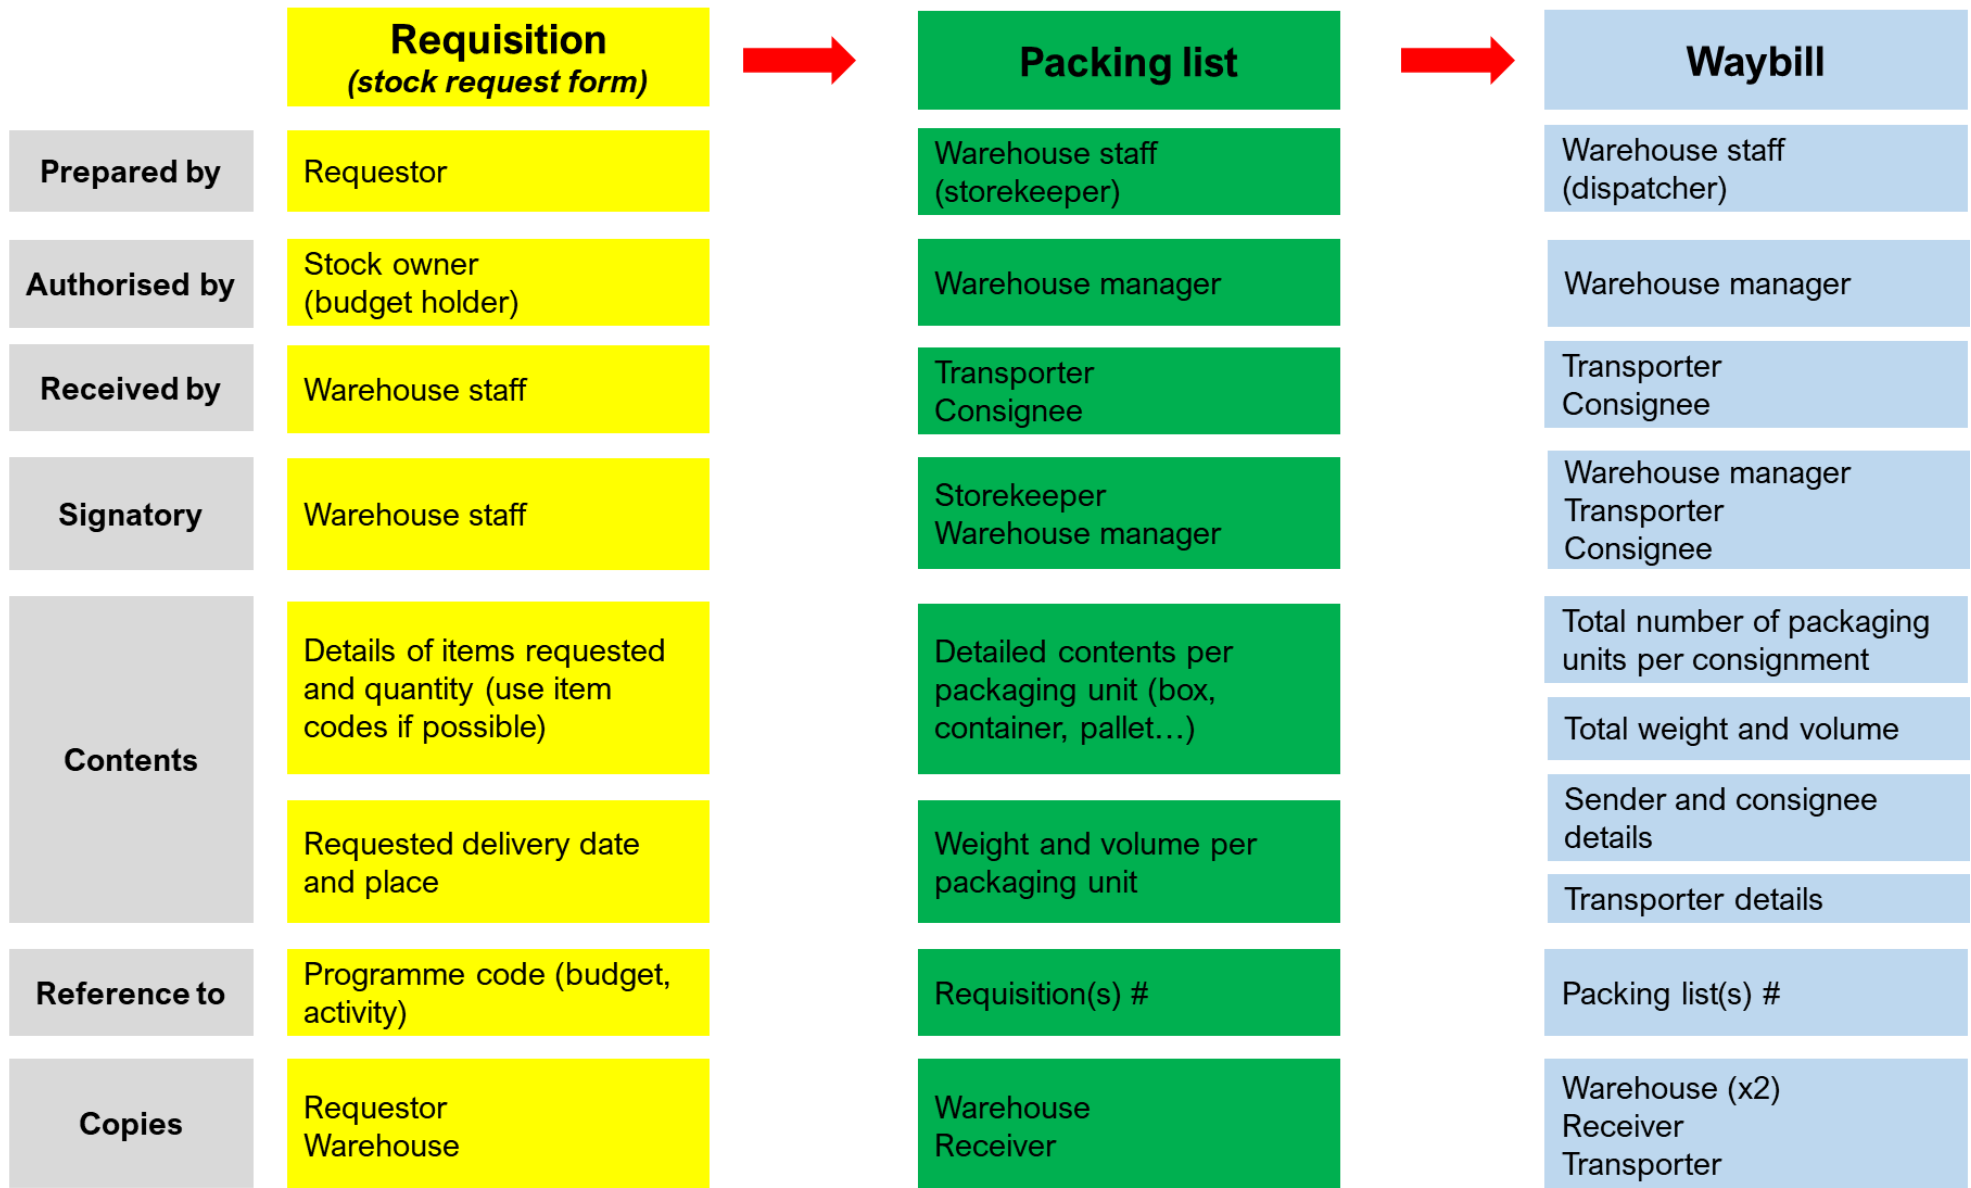 Requisition
(stock request form)
Packing list
Waybill
Prepared by
Requestor
Warehouse staff
(storekeeper)
Warehouse staff
(dispatcher)
Authorised by
Stock owner
(budget holder)
Warehouse manager
Warehouse manager
Received by
Warehouse staff
Transporter
Consignee
Transporter
Consignee
Signatory
Warehouse staff
Storekeeper
Warehouse manager
Warehouse manager
Transporter
Consignee
Contents
Details of items requested
and quantity (use item
codes if possible)
Requested delivery date
and place
Detailed contents per
packaging unit (box,
container, pallet…)
Weight and volume per
packaging unit
Total number of packaging
units per consignment
Total weight and volume
Sender and consignee
details
Transporter details
Reference to
Programme code (budget,
activity)
Requisition(s) #
Packing list(s) #
Copies
Requestor
Warehouse
Warehouse
Receiver
Warehouse (x2)
Receiver
Transporter